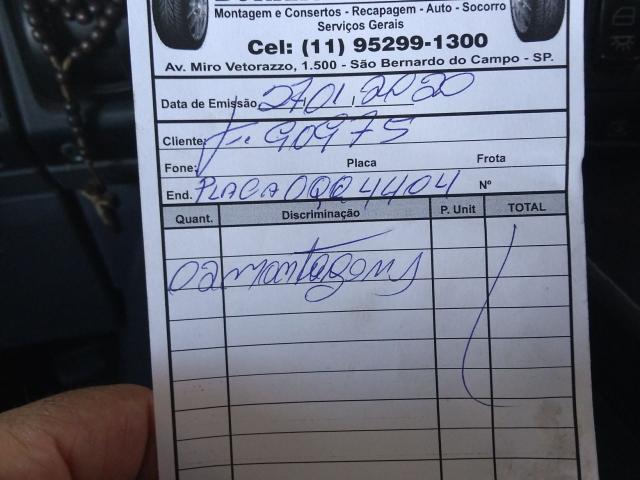 Montagem e Consertos - Recapagem - Auto - Socorro
Serviços Gerais
Cel: (11) 95299-1300
Av. Miro Vetorazzo, 1.500 - São Bernardo do Campo - SP.
Data de Emissão 27,01,2020
Cliente: F. 90975
Fone: Placa Frota
End. PLACA OQQ 4404 Nº
Quant. Discriminação P. Unit TOTAL
02 montagens